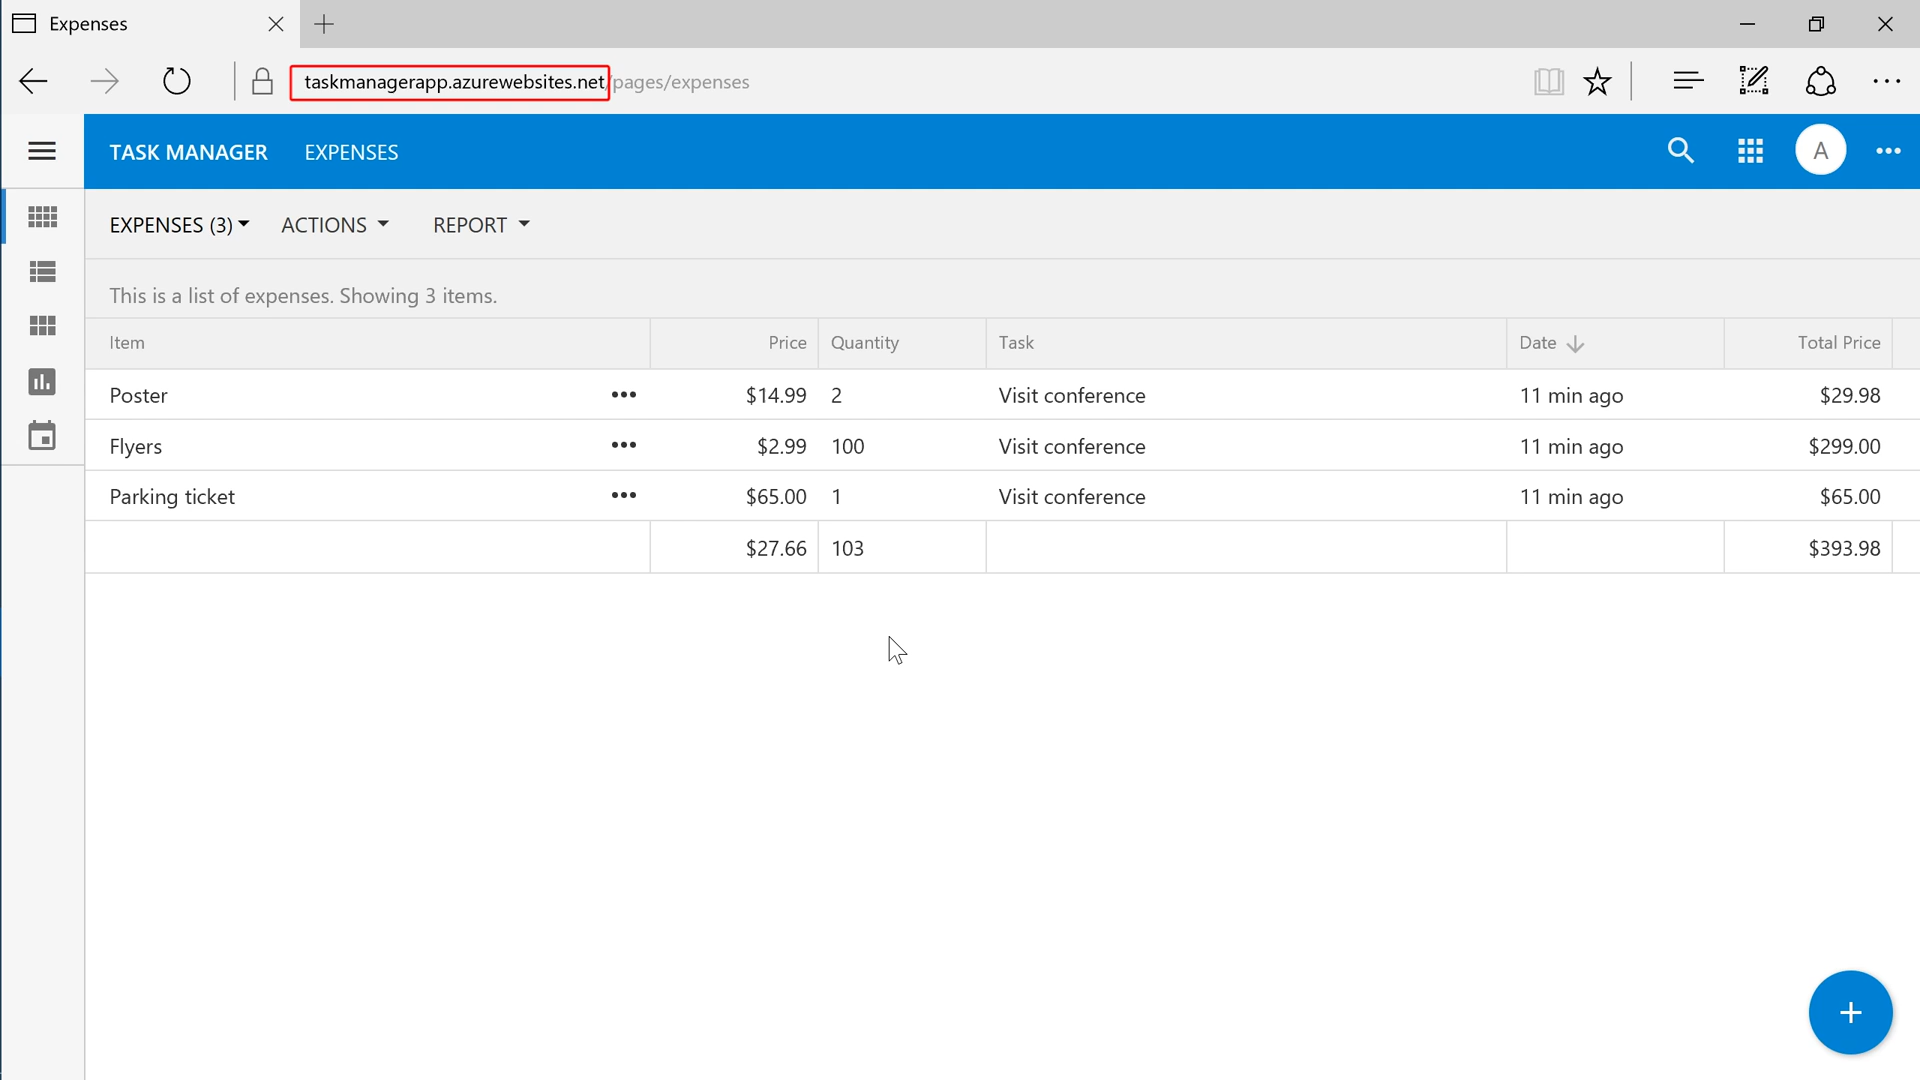 Expenses
taskmanagerapp.azurewebsites.net/pages/expenses
TASK MANAGER EXPENSES A
EXPENSES (3) ACTIONS REPORT
This is a list of expenses. Showing 3 items.
Item Price Quantity Task Date Total Price
Poster $14.99 2 Visit conference 11 min ago $29.98
Flyers $2.99 100 Visit conference 11 min ago $299.00
Parking ticket $65.00 1 Visit conference 11 min ago $65.00
$27.66 103 $393.98